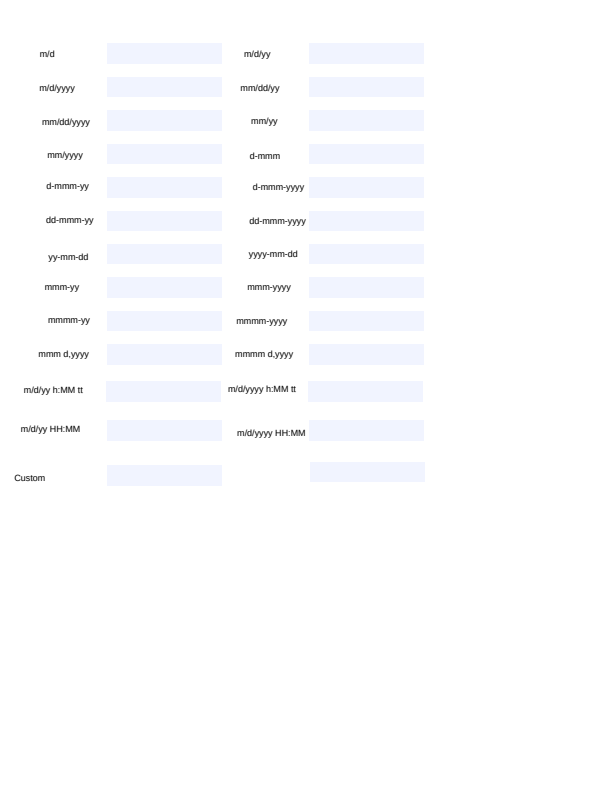 m/d m/d/yy
m/d/yyyy mm/dd/yy
mm/dd/yyyy mm/yy
mm/yyyy d-mmm
d-mmm-yy d-mmm-yyyy
dd-mmm-yy dd-mmm-yyyy
yy-mm-dd yyyy-mm-dd
mmm-yy mmm-yyyy
mmmm-yy mmmm-yyyy
mmm d,yyyy mmmm d,yyyy
m/d/yy h:MM tt m/d/yyyy h:MM tt
m/d/yy HH:MM m/d/yyyy HH:MM
Custom